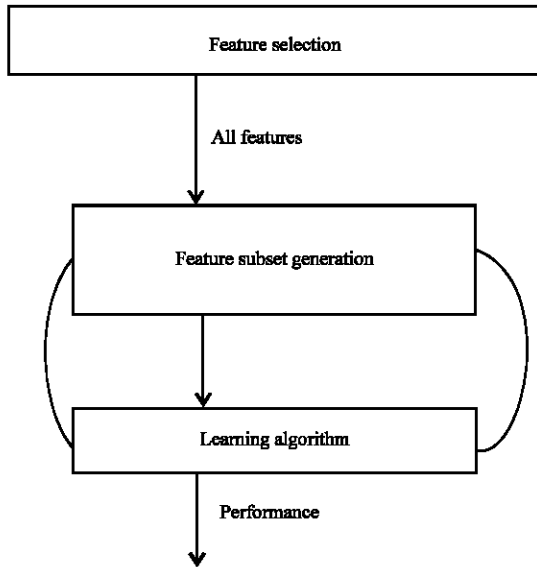 Feature selection
All features
Feature subset generation
Learning algorithm
Performance